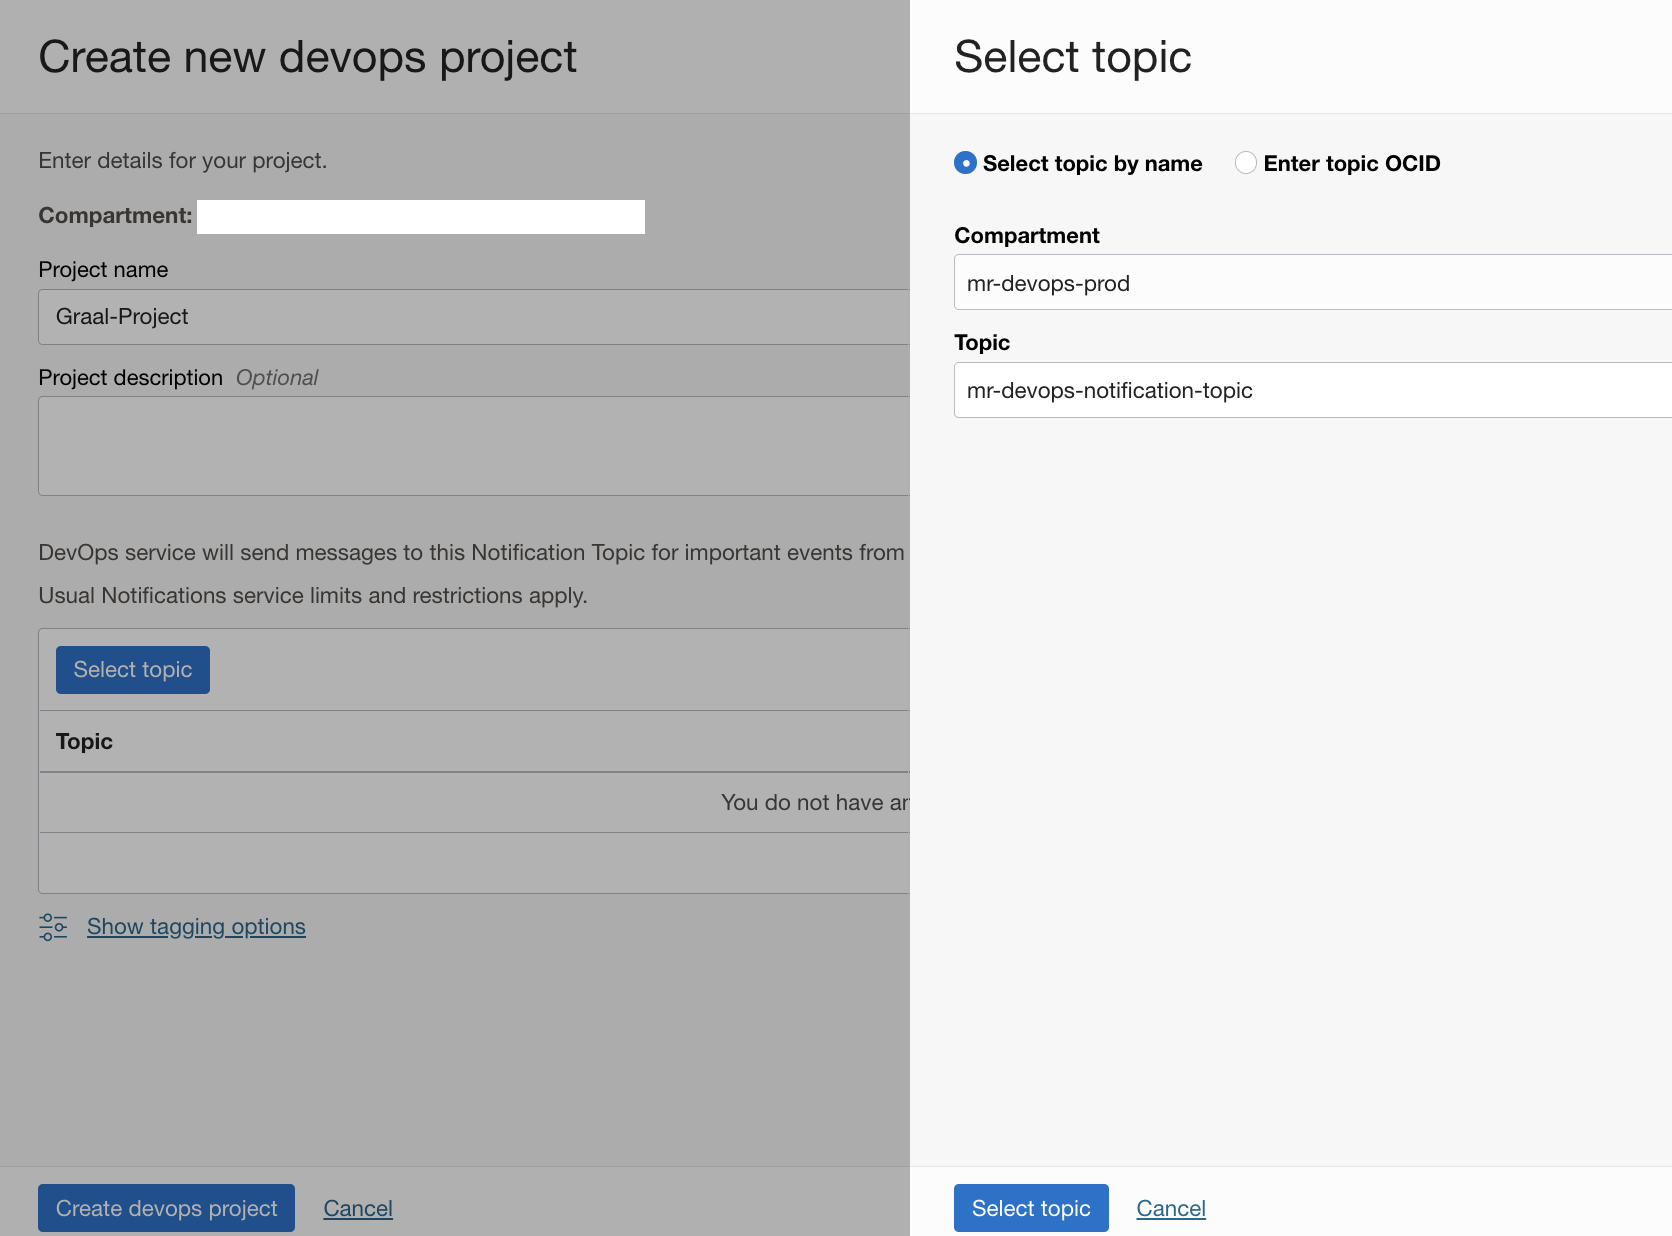 Create new devops project
Enter details for your project.
Compartment:
Project name
Graal-Project
Project description Optional
DevOps service will send messages to this Notification Topic for important events from
Usual Notifications service limits and restrictions apply.
Select topic
Topic
You do not have
Show tagging options
Create devops project Cancel
Select topic
Select topic by name Enter topic OCID
Compartment
mr-devops-prod
Topic
mr-devops-notification-topic
Select topic Cancel